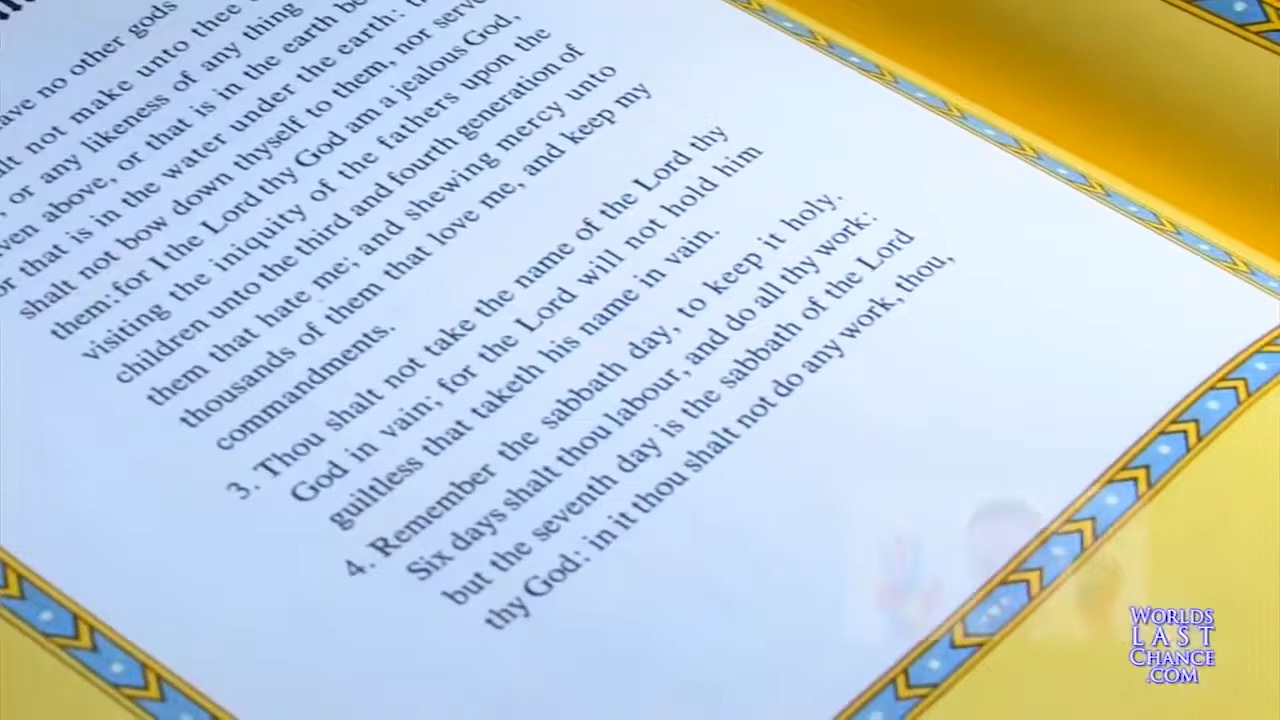 have no other gods
not make unto thee
, or any likeness of any thing
above, or that is in the earth
that is in the water under the earth:
shalt not bow down thyself to them, nor serve
them: for I the Lord thy God am a jealous God,
visiting the iniquity of the fathers upon the
children unto the third and fourth generation of
them that hate me; and shewing mercy unto
thousands of them that love me, and keep my
commandments.
3. Thou shalt not take the name of the Lord thy
God in vain; for the Lord will not hold him
guiltless that taketh his name in vain.
4. Remember the sabbath day, to keep it holy.
Six days shalt thou labour, and do all thy work:
but the seventh day is the sabbath of the Lord
thy God: in it thou shalt not do any work, thou,
WORLDS
LAST
CHANCE
.COM